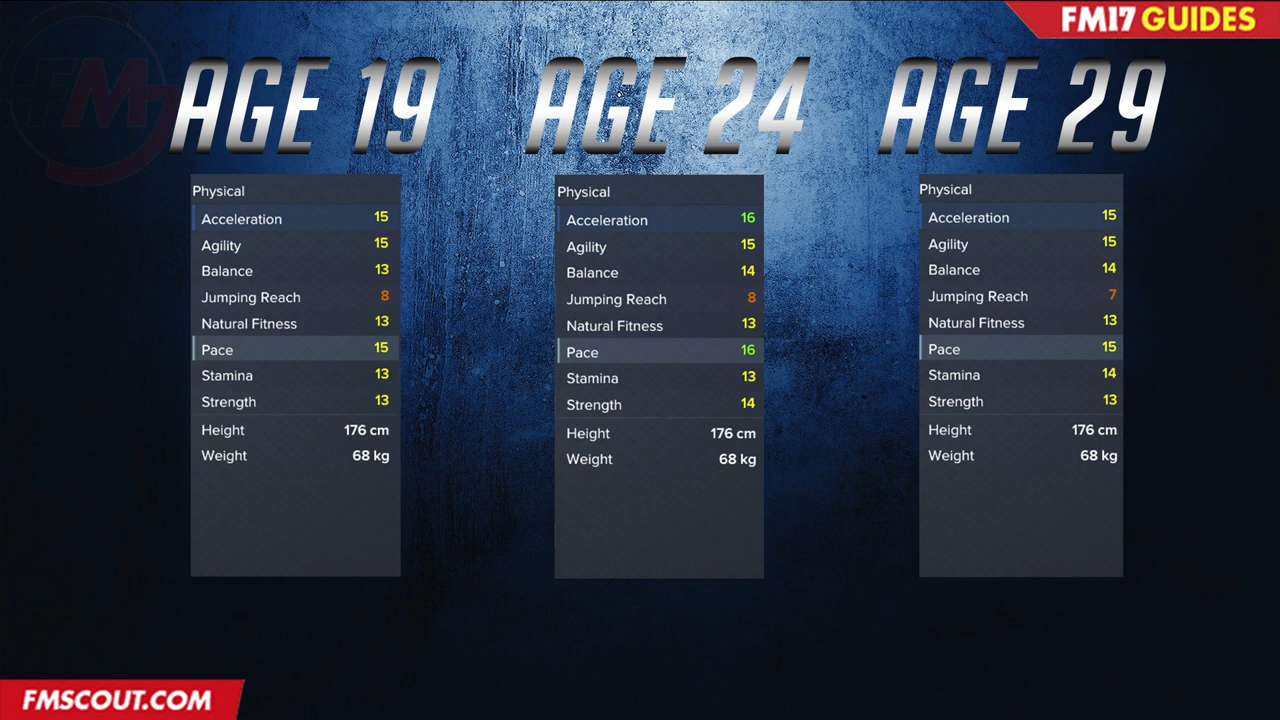 FM17 GUIDES
FM
AGE 19
AGE 24
AGE 29
Physical
Acceleration 15
Agility 15
Balance 13
Jumping Reach 8
Natural Fitness 13
Pace 15
Stamina 13
Strength 13
Height 176 cm
Weight 68 kg
Physical
Acceleration 16
Agility 15
Balance 14
Jumping Reach 8
Natural Fitness 13
Pace 16
Stamina 13
Strength 14
Height 176 cm
Weight 68 kg
Physical
Acceleration 15
Agility 15
Balance 14
Jumping Reach 7
Natural Fitness 13
Pace 15
Stamina 14
Strength 13
Height 176 cm
Weight 68 kg
FMSCOUT.COM